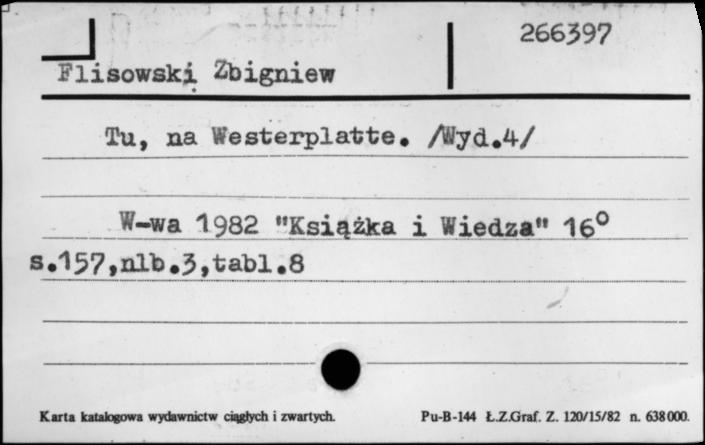 266397
Flisowski Zbigniew
Tu, na Westerplatte. /Wyd.4/
W-wa 1982 "Książka i Wiedza" 16°
s.157,nlb.3,tabl.8
Karta katalogowa wydawnictw ciągłych i zwartych. Pu-B-144 Ł.Z.Graf. Z. 120/15/82 n. 638000.